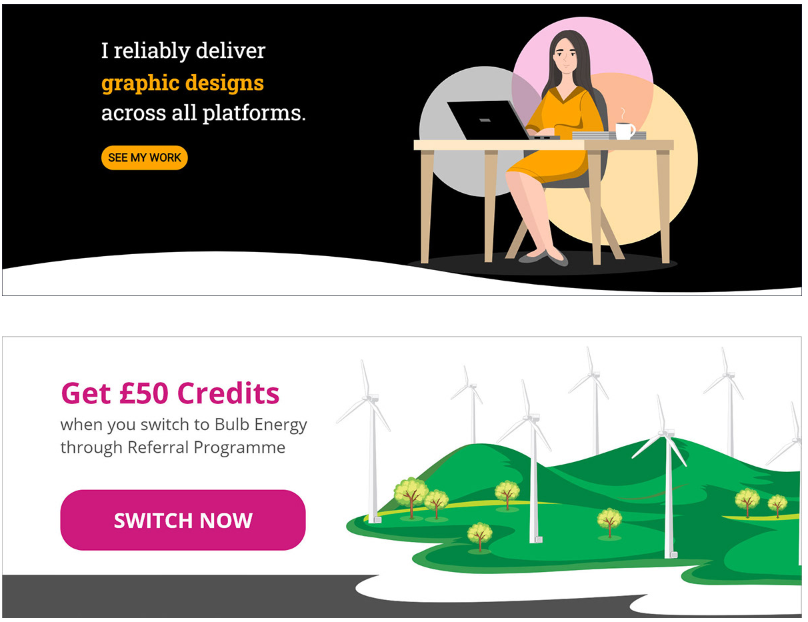 I reliably deliver
graphic designs
across all platforms.
SEE MY WORK
Get £50 Credits
when you switch to Bulb Energy
through Referral Programme
SWITCH NOW